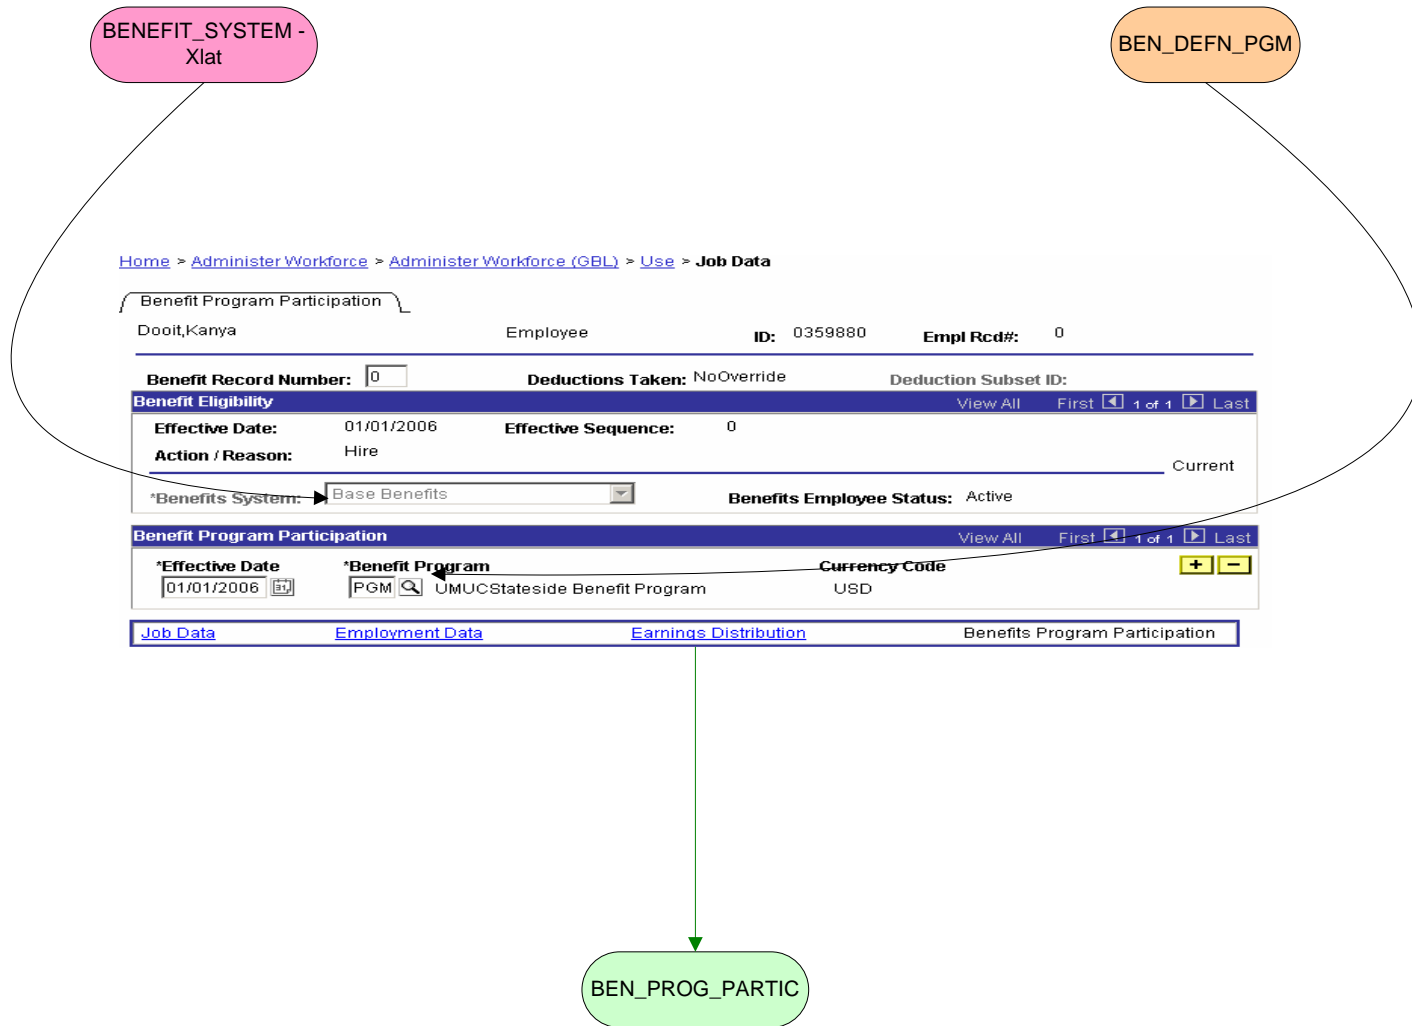 BENEFIT_SYSTEM -
Xlat
BEN_DEFN_PGM
Home > Administer Workforce > Administer Workforce (GBL) > Use > Job Data
Benefit Program Participation
Dooit,Kanya Employee ID: 0359880 Empl Rcd#: 0
Benefit Record Number: 0 Deductions Taken: NoOverride Deduction Subset ID:
Benefit Eligibility View All First 1 of 1 Last
Effective Date: 01/01/2006 Effective Sequence: 0
Action / Reason: Hire
Current
*Benefits System: Base Benefits Benefits Employee Status: Active
Benefit Program Participation View All First 1 of 1 Last
*Effective Date *Benefit Program Currency Code
01/01/2006 31 PGM UMUCStateside Benefit Program USD
Job Data Employment Data Earnings Distribution Benefits Program Participation
BEN_PROG_PARTIC